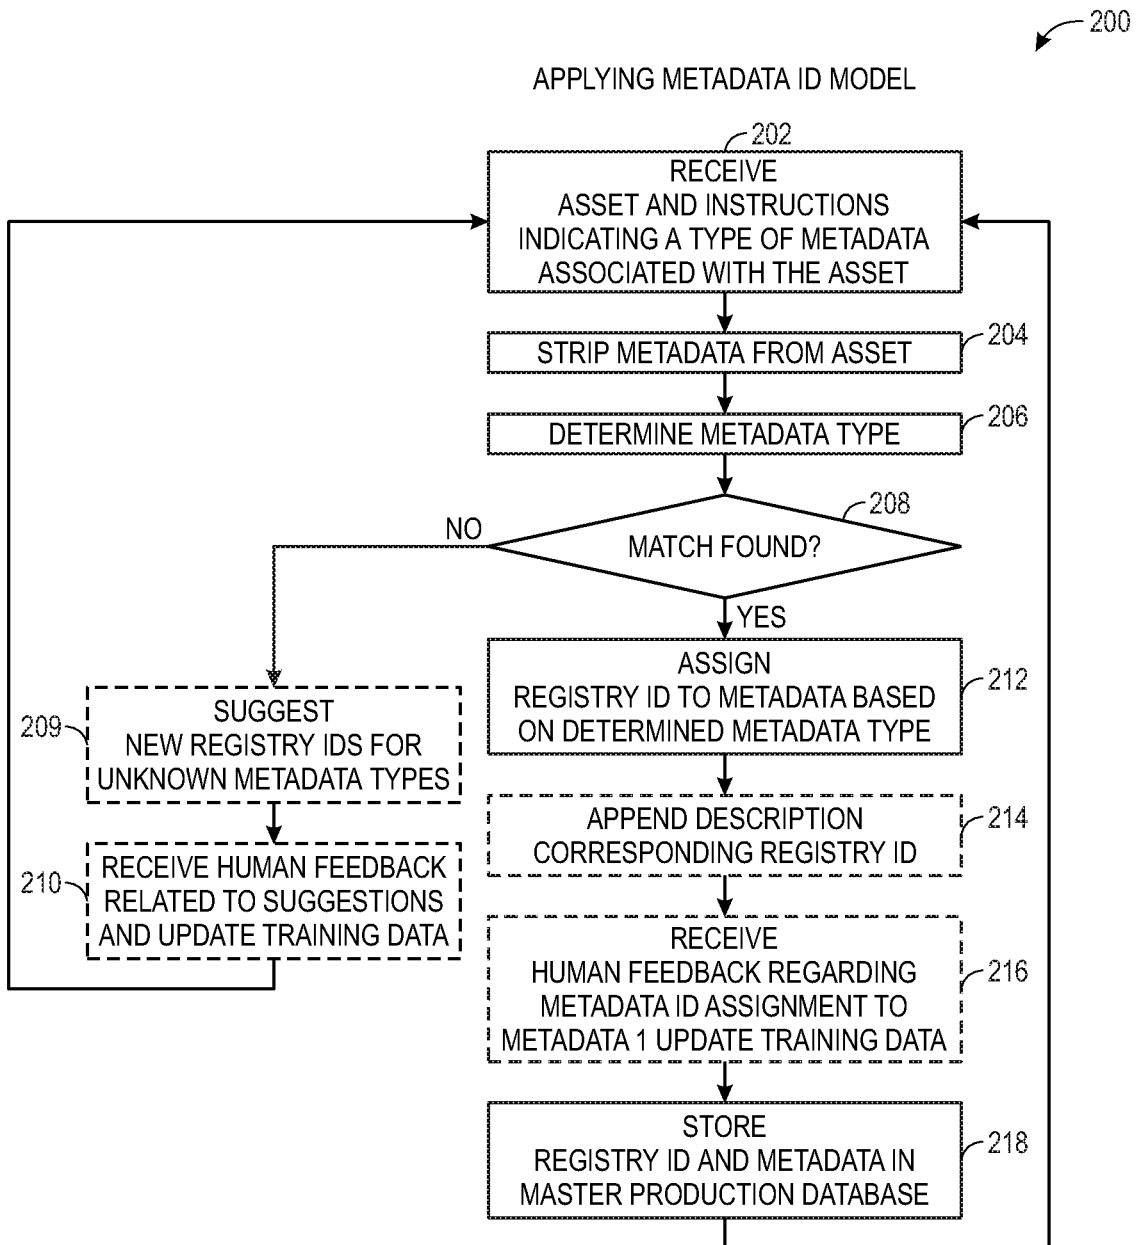 200
APPLYING METADATA ID MODEL
202
RECEIVE
ASSET AND INSTRUCTIONS
INDICATING A TYPE OF METADATA
ASSOCIATED WITH THE ASSET
STRIP METADATA FROM ASSET
204
DETERMINE METADATA TYPE
206
MATCH FOUND?
208
NO
YES
SUGGEST
NEW REGISTRY IDS FOR
UNKNOWN METADATA TYPES
209
RECEIVE HUMAN FEEDBACK
RELATED TO SUGGESTIONS
AND UPDATE TRAINING DATA
210
ASSIGN
REGISTRY ID TO METADATA BASED
ON DETERMINED METADATA TYPE
212
APPEND DESCRIPTION
CORRESPONDING REGISTRY ID
214
RECEIVE
HUMAN FEEDBACK REGARDING
METADATA ID ASSIGNMENT TO
METADATA 1 UPDATE TRAINING DATA
216
STORE
REGISTRY ID AND METADATA IN
MASTER PRODUCTION DATABASE
218